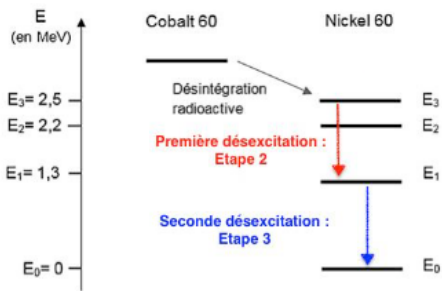 E
(en MeV)
Cobalt 60
Nickel 60
Désintégration
radioactive
E₃= 2,5
E₃
E₂= 2,2
E₂
Première désexcitation :
Etape 2
E₁= 1,3
E₁
Seconde désexcitation :
Etape 3
E₀= 0
E₀